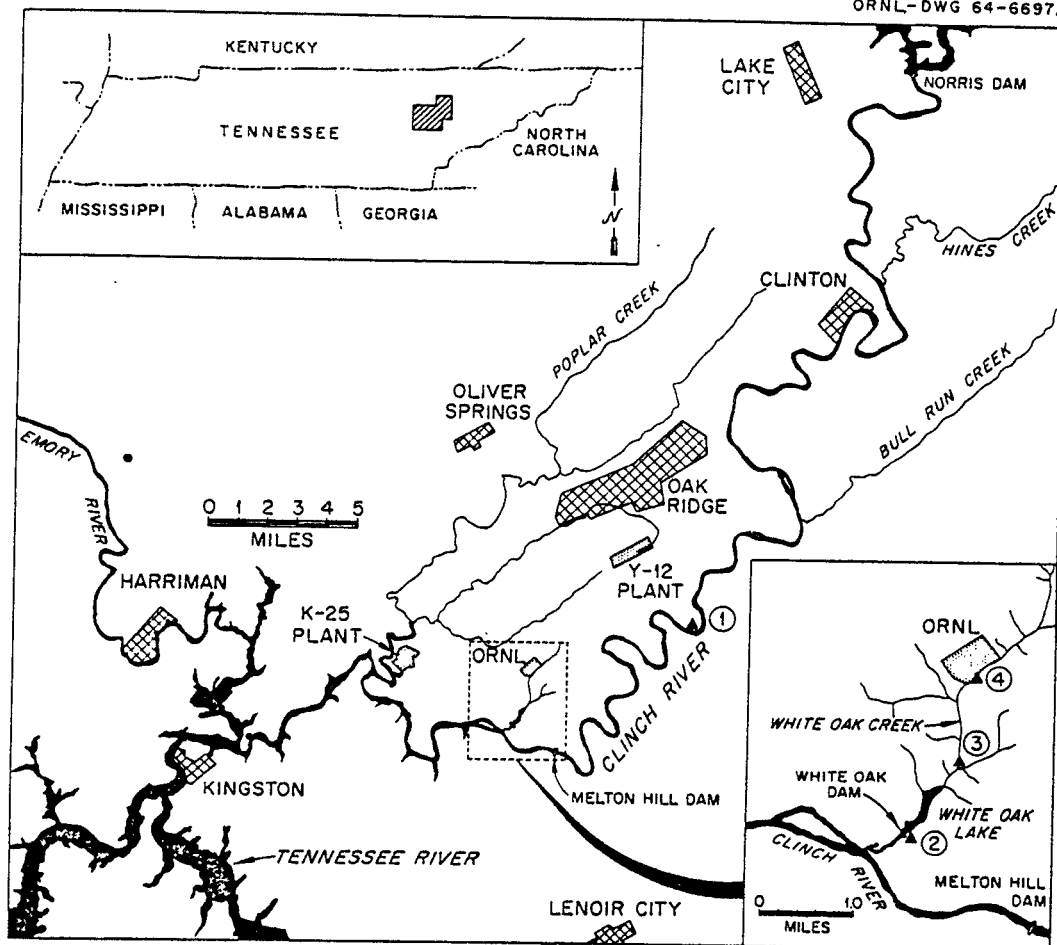 ORNL-DWG 64-6697
KENTUCKY
TENNESSEE
NORTH
CAROLINA
MISSISSIPPI
ALABAMA
GEORGIA
N
LAKE
CITY
NORRIS DAM
HINES CREEK
CLINTON
POPLAR CREEK
BULL RUN CREEK
OLIVER
SPRINGS
EMORY
RIVER
OAK
RIDGE
0 1 2 3 4 5
MILES
Y-12
PLANT
HARRIMAN
K-25
PLANT
ORNL
1
CLINCH RIVER
KINGSTON
MELTON HILL DAM
TENNESSEE RIVER
LENOIR CITY
ORNL
4
WHITE OAK CREEK
3
WHITE OAK
DAM
WHITE OAK
LAKE
2
CLINCH
RIVER
MELTON HILL
DAM
0 1.0
MILES